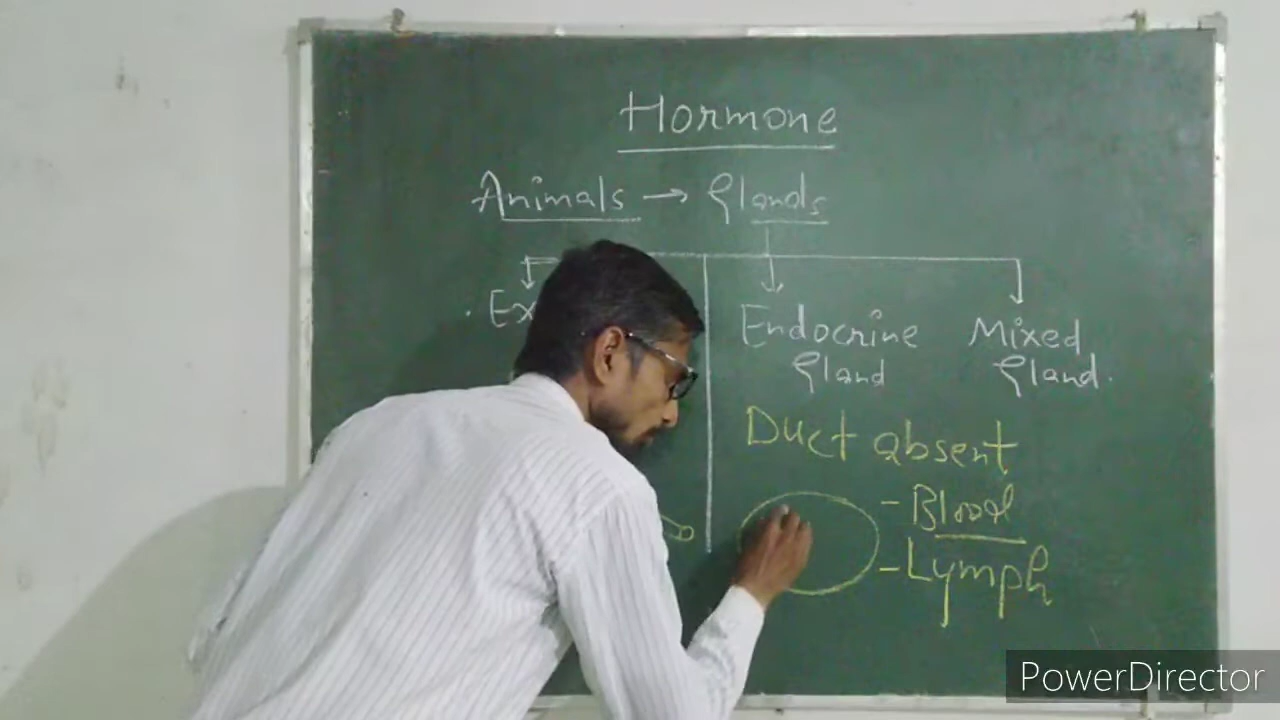 Hormone
Animals → Glands
Endocrine
Gland
Mixed
Gland.
Duct absent
- Blood
- Lymph
PowerDirector